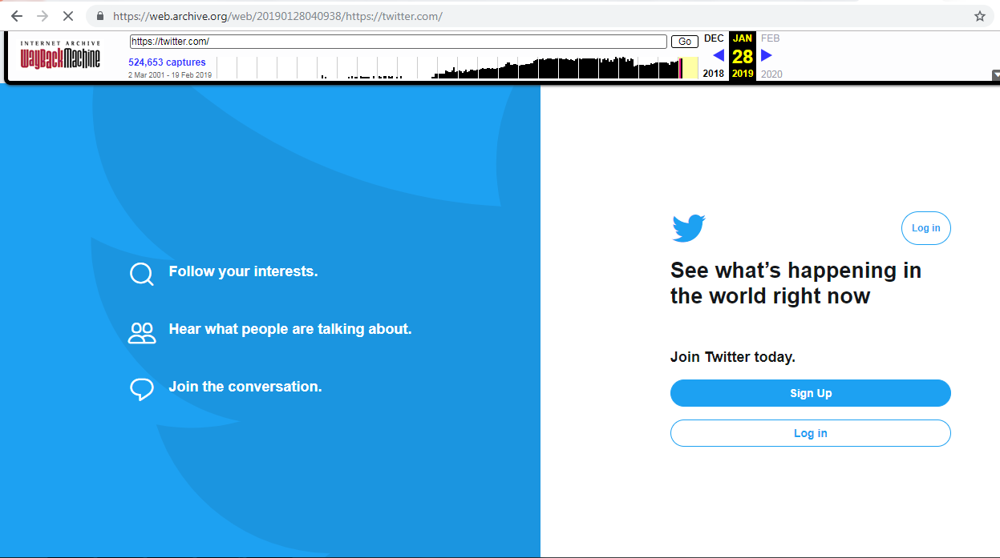 https://web.archive.org/web/20190128040938/https://twitter.com/
INTERNET ARCHIVE
WayBackMachine
https://twitter.com/
Go
DEC
JAN
FEB
524,653 captures
28
2 Mar 2001 - 19 Feb 2019
2018
2019
2020
Follow your interests.
Hear what people are talking about.
Join the conversation.
Log in
See what’s happening in
the world right now
Join Twitter today.
Sign Up
Log in